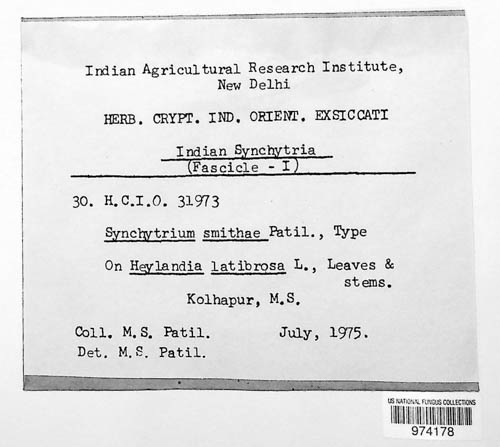 Indian Agricultural Research Institute,
New Delhi
HERB. CRYPT. IND. ORIENT. EXSICCATI
Indian Synchytria
(Fascicle - I)
30. H.C.I.O. 31973
Synchytrium smithae Patil., Type
On Heylandia latibrosa L., Leaves &
stems.
Kolhapur, M.S.
Coll. M.S. Patil. July, 1975.
Det. M.S. Patil.
US NATIONAL FUNGUS COLLECTIONS
974178